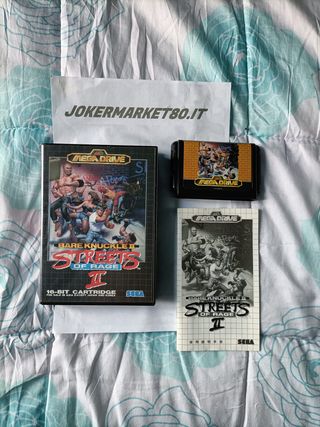 JOKERMARKET80.IT
MEGA DRIVE
BARE KNUCKLE II
STREETS
OF RAGE
II
16-BIT CARTRIDGE
SEGA
MEGA DRIVE
MEGA DRIVE
BARE KNUCKLE II
STREETS
OF RAGE
II
SEGA